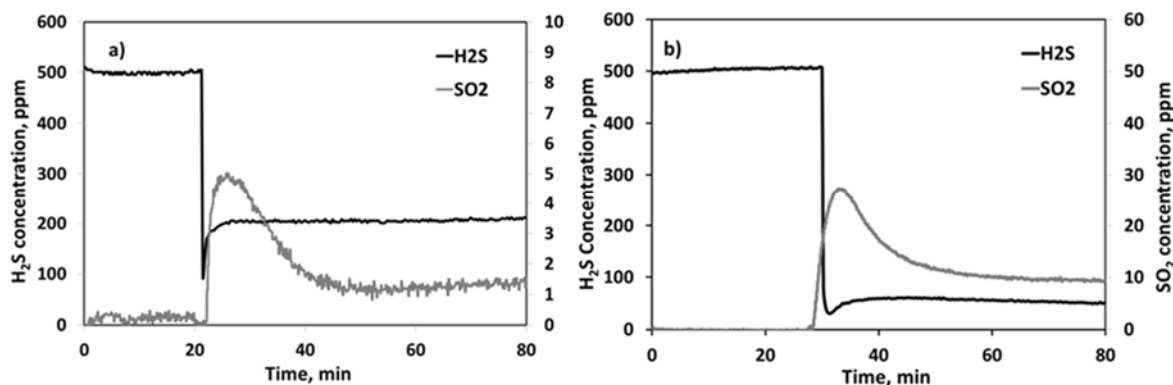 a)
H2S
SO2
H₂S concentration, ppm
600
500
400
300
200
100
0
10
9
8
7
6
5
4
3
2
1
0
0 20 40 60 80
Time, min
b)
H2S
SO2
H₂S Concentration, ppm
600
500
400
300
200
100
0
60
50
40
30
20
10
0
SO₂ concentration, ppm
0 20 40 60 80
Time, min